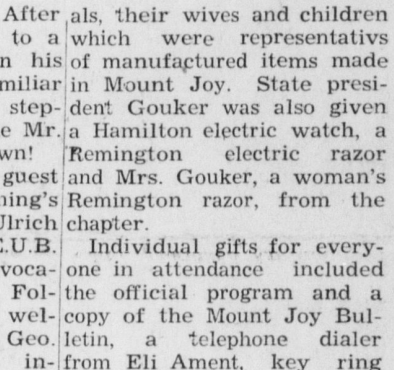 After
to a
n his
miliar
step-
e Mr.
wn!
guest
ning's
Ulrich
E.U.B.
voca-
Fol-
wel-
Geo.
in-
als, their wives and children
which were representativs
of manufactured items made
in Mount Joy. State presi-
dent Gouker was also given
a Hamilton electric watch, a
Remington electric razor
and Mrs. Gouker, a woman's
Remington razor, from the
chapter.
Individual gifts for every-
one in attendance included
the official program and a
copy of the Mount Joy Bul-
letin, a telephone dialer
from Eli Ament, key ring